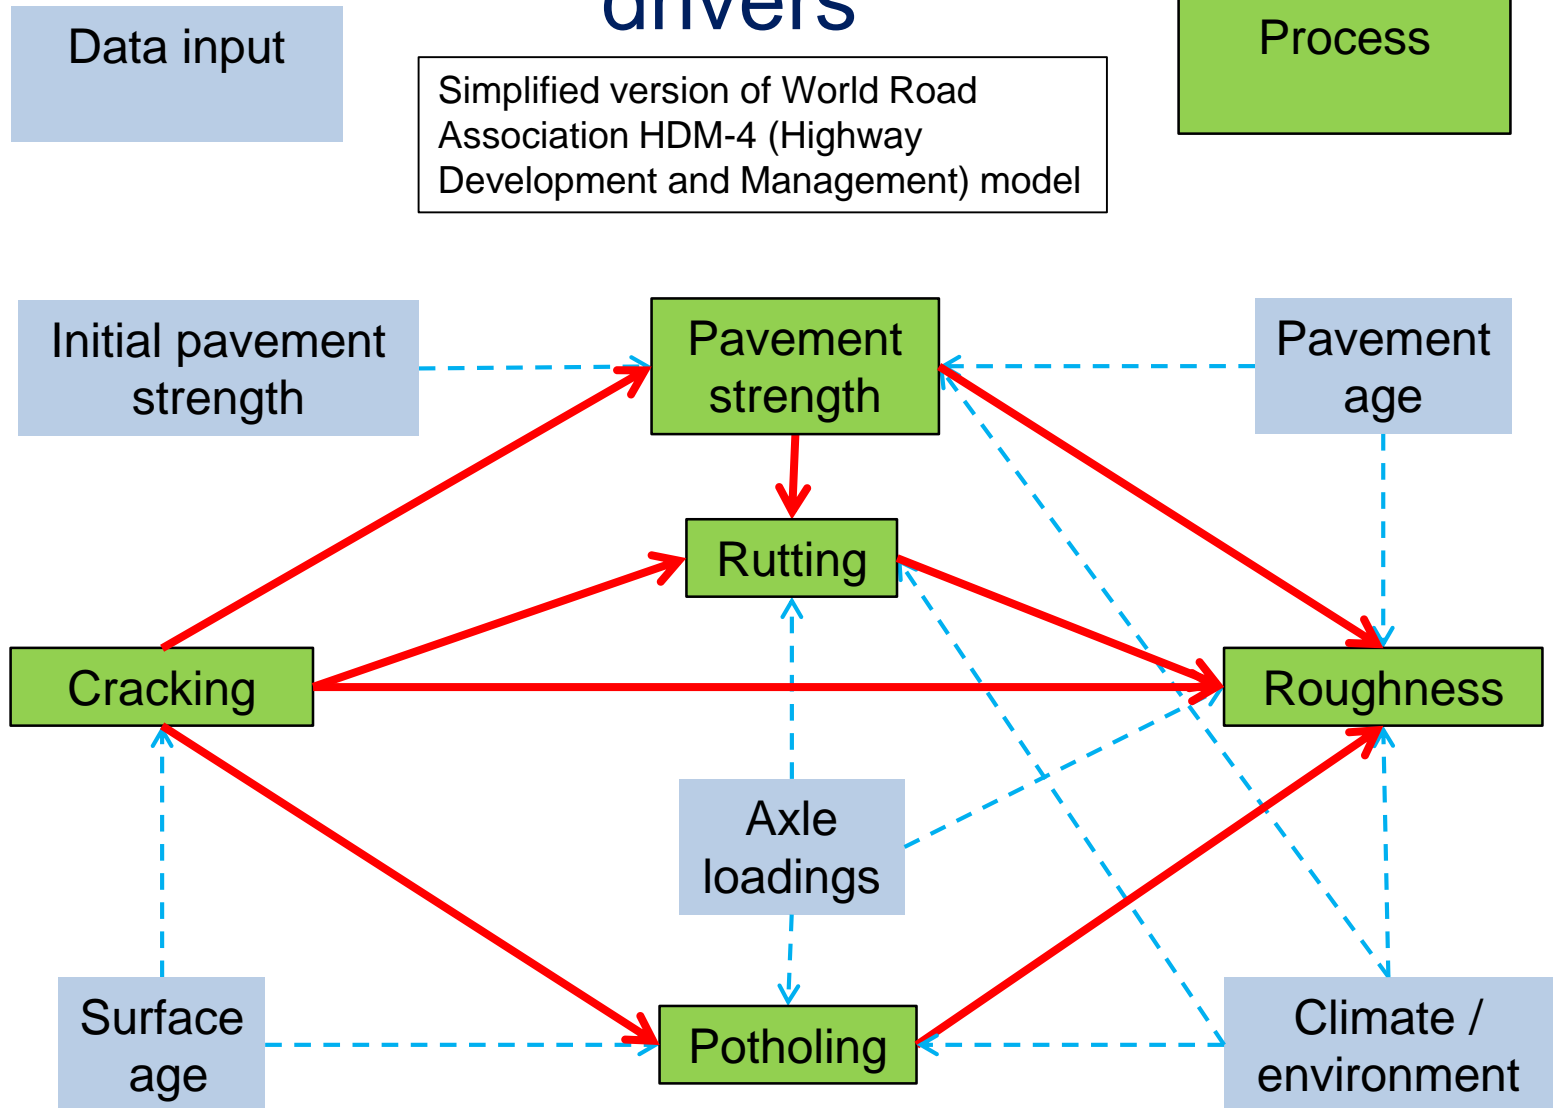 drivers
Data input
Process
Simplified version of World Road
Association HDM-4 (Highway
Development and Management) model
Initial pavement
strength
Pavement
strength
Pavement
age
Rutting
Cracking
Roughness
Axle
loadings
Surface
age
Potholing
Climate /
environment